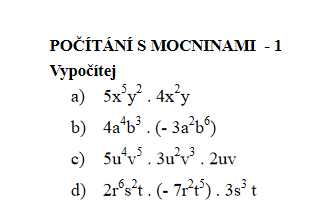 POČÍTÁNÍ S MOCNINAMI - 1
Vypočítej
a) 5x⁵y² . 4x²y
b) 4a⁴b³ . (- 3a²b⁶)
c) 5u⁴v⁵ . 3u²v³ . 2uv
d) 2r⁶s²t . (- 7r²t⁵) . 3s³ t